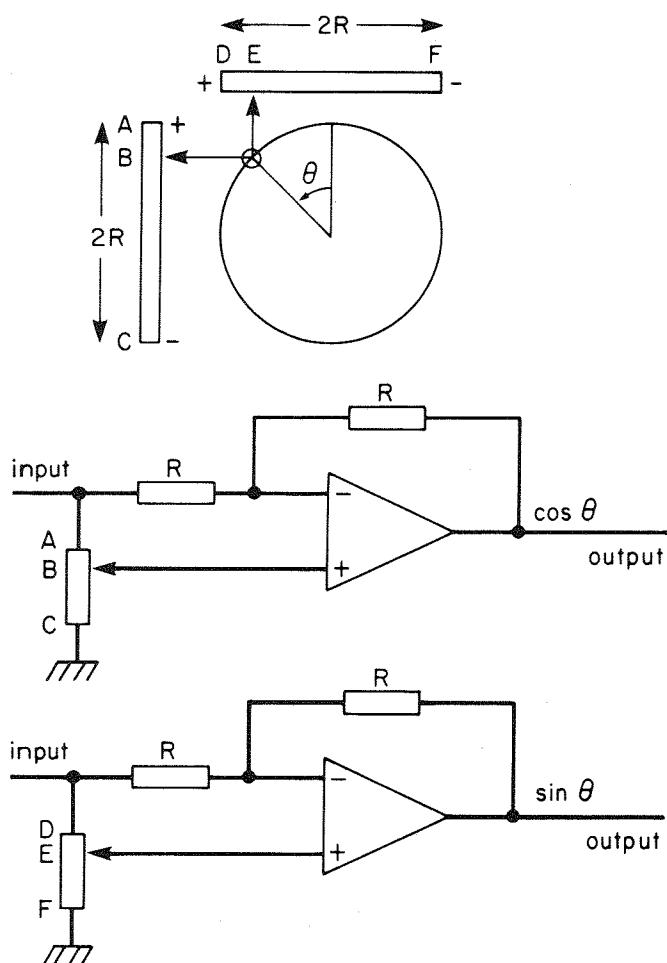 2R
D E F
+ -
A +
B
θ
2R
C -
R
input R
-
cos θ
A
B
+
output
C
R
input R
-
sin θ
D
E
+
output
F